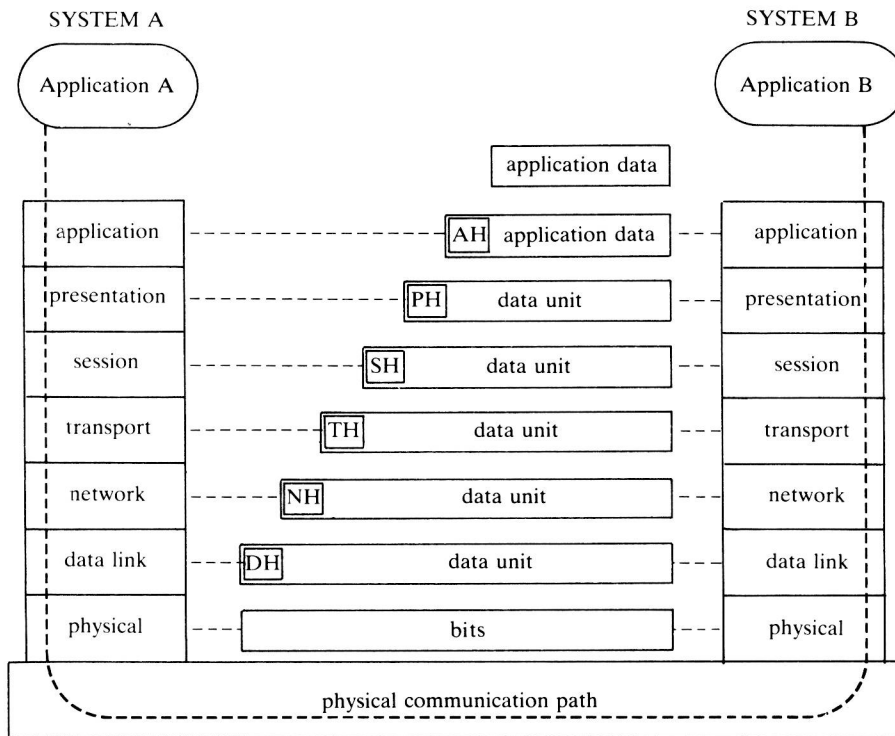 SYSTEM A SYSTEM B
Application A Application B
application data
application AH application data application
presentation PH data unit presentation
session SH data unit session
transport TH data unit transport
network NH data unit network
data link DH data unit data link
physical bits physical
physical communication path